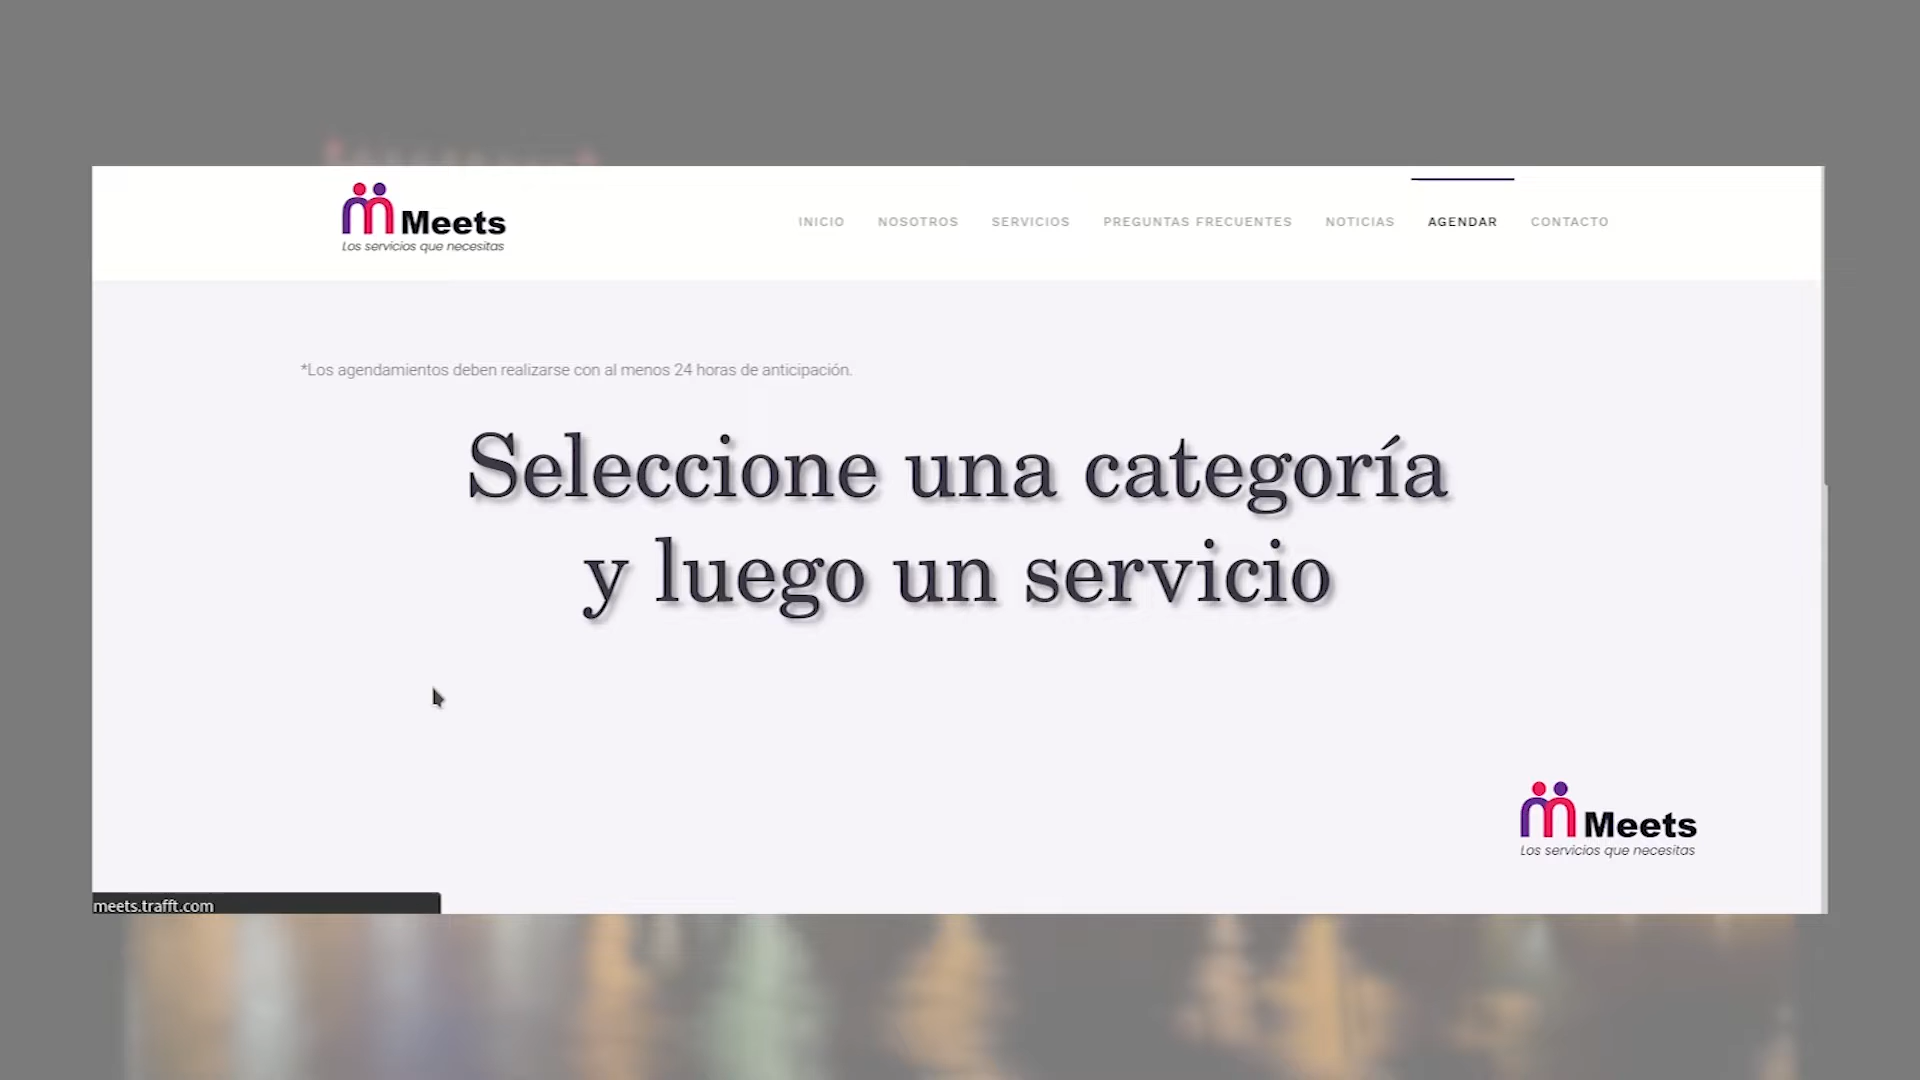 Meets
Los servicios que necesitas
INICIO NOSOTROS SERVICIOS PREGUNTAS FRECUENTES NOTICIAS AGENDAR CONTACTO
*Los agendamientos deben realizarse con al menos 24 horas de anticipación.
Seleccione una categoría
y luego un servicio
Meets
Los servicios que necesitas
meets.trafft.com